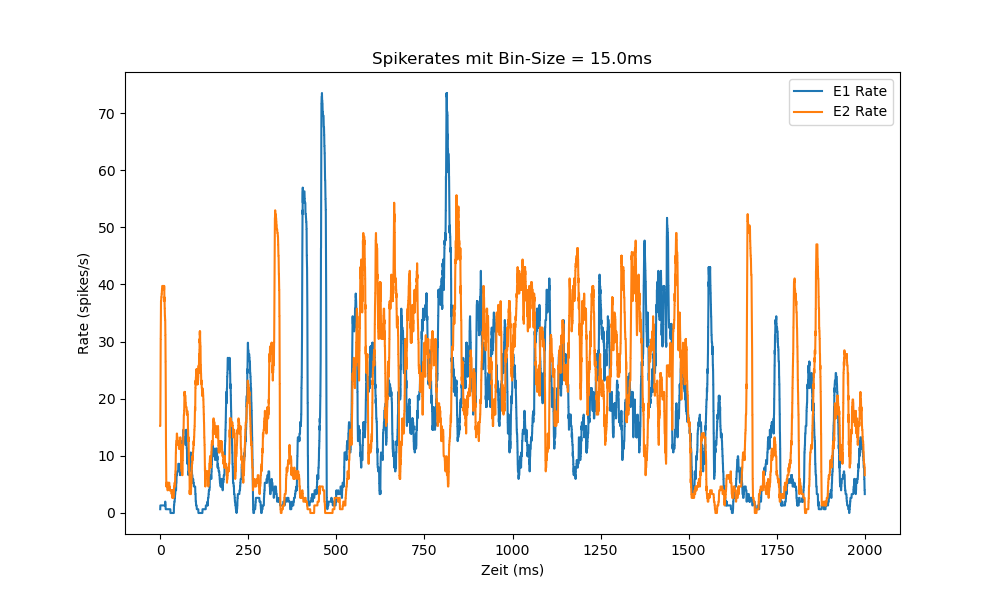 Spikerates mit Bin-Size = 15.0ms
E1 Rate
E2 Rate
Rate (spikes/s)
70
60
50
40
30
20
10
0
0 250 500 750 1000 1250 1500 1750 2000
Zeit (ms)